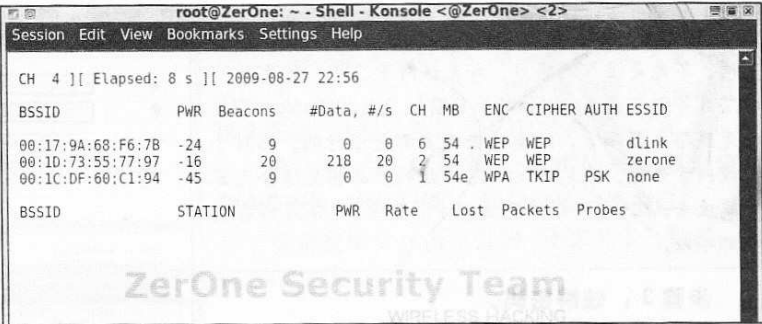 root@ZerOne: ~ - Shell - Konsole <@ZerOne> <2>
Session Edit View Bookmarks Settings Help
CH 4 ][ Elapsed: 8 s ][ 2009-08-27 22:56
BSSID PWR Beacons #Data, #/s CH MB ENC CIPHER AUTH ESSID
00:17:9A:68:F6:7B -24 9 0 0 6 54 . WEP WEP dlink
00:1D:73:55:77:97 -16 20 218 20 2 54 WEP WEP zerone
00:1C:DF:60:C1:94 -45 9 0 0 1 54e WPA TKIP PSK none
BSSID STATION PWR Rate Lost Packets Probes
ZerOne Security Team
WIRELESS HACKING